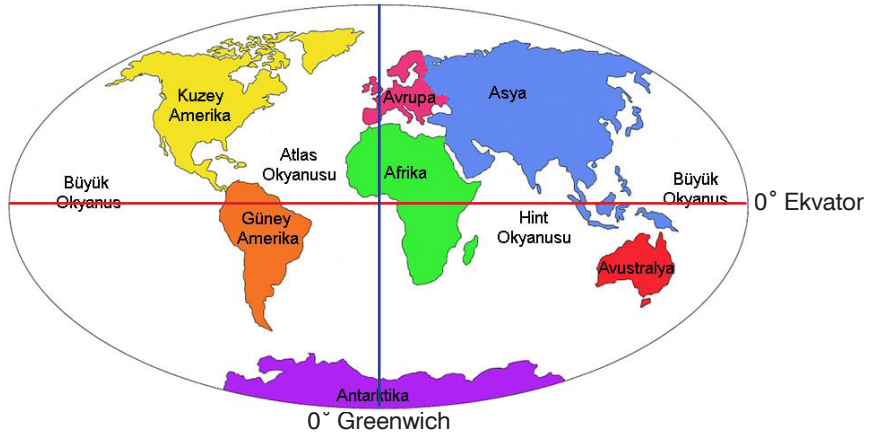 Kuzey
Amerika
Avrupa
Asya
Atlas
Okyanusu
Afrika
Büyük
Okyanus
Büyük
Okyanus
0° Ekvator
Güney
Amerika
Hint
Okyanusu
Avustralya
Antarktika
0˚ Greenwich